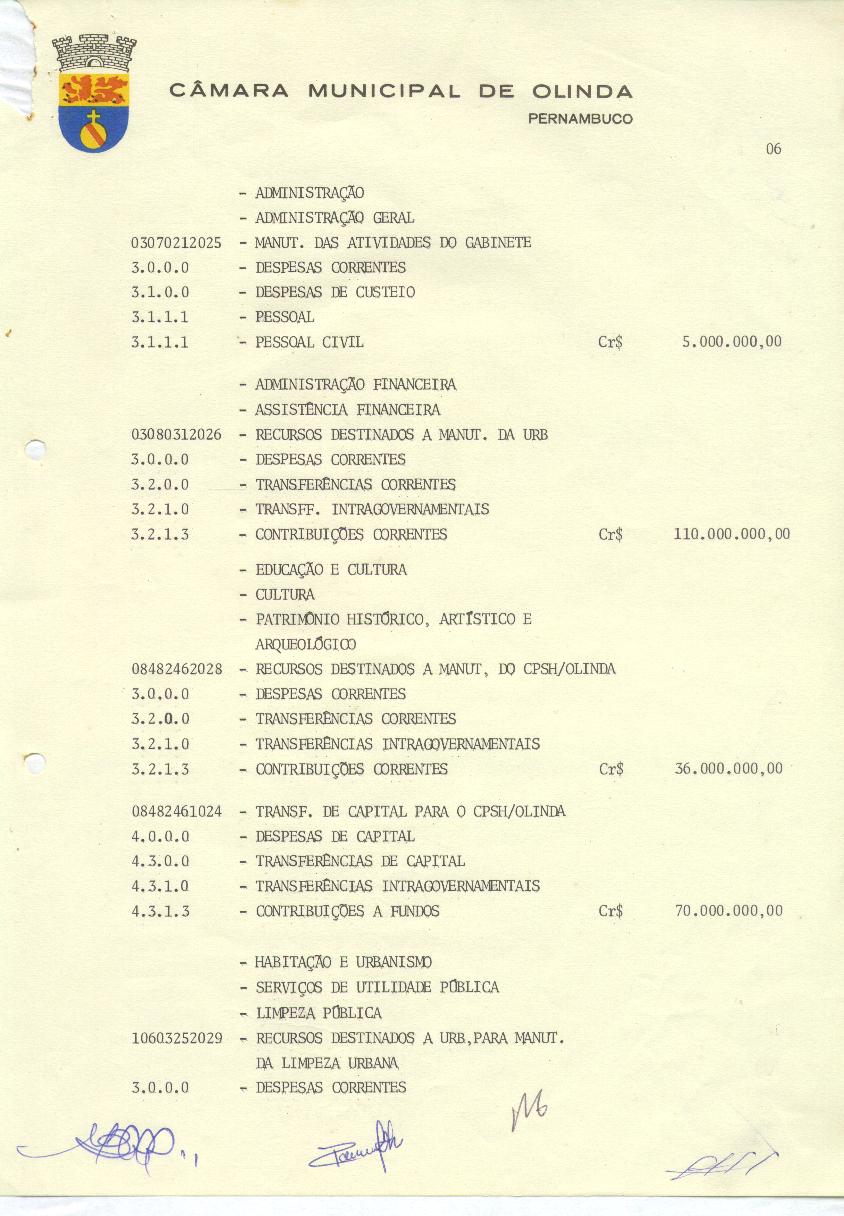 CÂMARA MUNICIPAL DE OLINDA
PERNAMBUCO
06
- ADMINISTRAÇÃO
- ADMINISTRAÇÃO GERAL
03070212025 - MANUT. DAS ATIVIDADES DO GABINETE
3.0.0.0 - DESPESAS CORRENTES
3.1.0.0 - DESPESAS DE CUSTEIO
3.1.1.1 - PESSOAL
3.1.1.1 - PESSOAL CIVIL Cr$ 5.000.000,00
- ADMINISTRAÇÃO FINANCEIRA
- ASSISTÊNCIA FINANCEIRA
03080312026 - RECURSOS DESTINADOS A MANUT. DA URB
3.0.0.0 - DESPESAS CORRENTES
3.2.0.0 - TRANSFERÊNCIAS CORRENTES
3.2.1.0 - TRANSFF. INTRAGOVERNAMENTAIS
3.2.1.3 - CONTRIBUIÇÕES CORRENTES Cr$ 110.000.000,00
- EDUCAÇÃO E CULTURA
- CULTURA
- PATRIMÔNIO HISTÓRICO, ARTÍSTICO E
ARQUEOLÓGICO
08482462028 - RECURSOS DESTINADOS A MANUT, DO CPSH/OLINDA
3.0.0.0 - DESPESAS CORRENTES
3.2.0.0 - TRANSFERÊNCIAS CORRENTES
3.2.1.0 - TRANSFERÊNCIAS INTRAGOVERNAMENTAIS
3.2.1.3 - CONTRIBUIÇÕES CORRENTES Cr$ 36.000.000,00
08482461024 - TRANSF. DE CAPITAL PARA O CPSH/OLINDA
4.0.0.0 - DESPESAS DE CAPITAL
4.3.0.0 - TRANSFERÊNCIAS DE CAPITAL
4.3.1.0 - TRANSFERÊNCIAS INTRAGOVERNAMENTAIS
4.3.1.3 - CONTRIBUIÇÕES A FUNDOS Cr$ 70.000.000,00
- HABITAÇÃO E URBANISMO
- SERVIÇOS DE UTILIDADE PÚBLICA
- LIMPEZA PÚBLICA
10603252029 - RECURSOS DESTINADOS A URB,PARA MANUT.
DA LIMPEZA URBANA
3.0.0.0 - DESPESAS CORRENTES